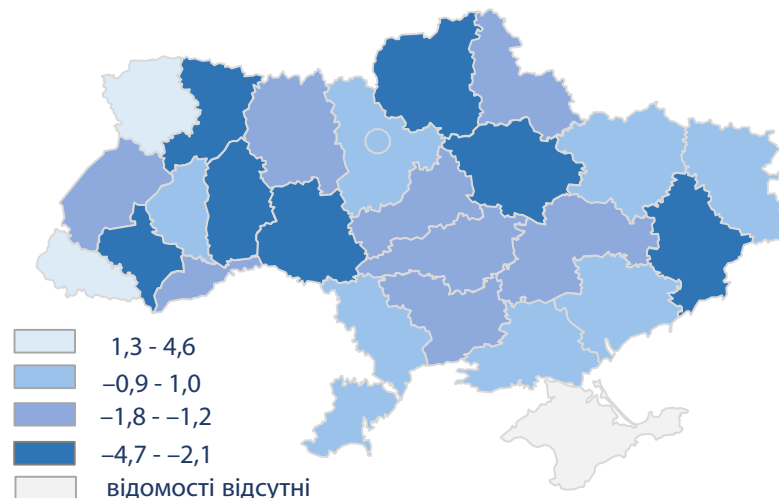 1,3 - 4,6
–0,9 - 1,0
–1,8 - –1,2
–4,7 - –2,1
відомості відсутні